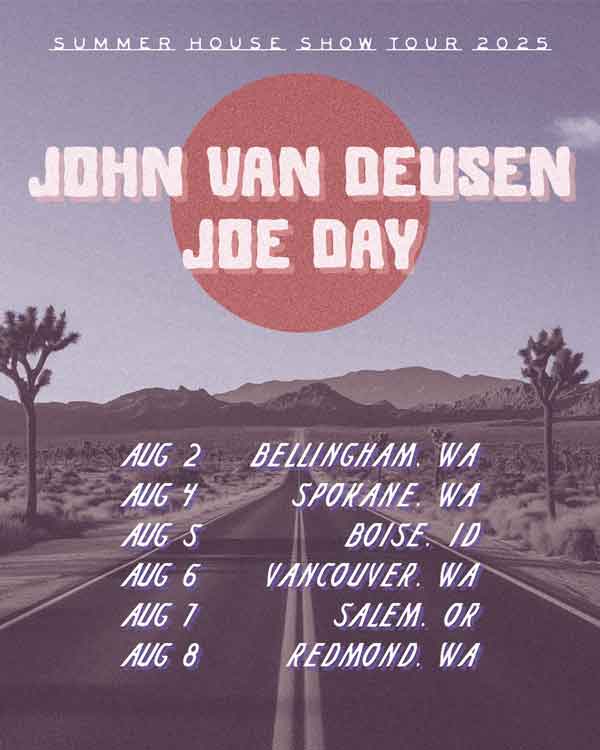 SUMMER HOUSE SHOW TOUR 2025
JOHN VAN DEUSEN
JOE DAY
AUG 2 BELLINGHAM, WA
AUG 4 SPOKANE, WA
AUG 5 BOISE, ID
AUG 6 VANCOUVER, WA
AUG 7 SALEM, OR
AUG 8 REDMOND, WA